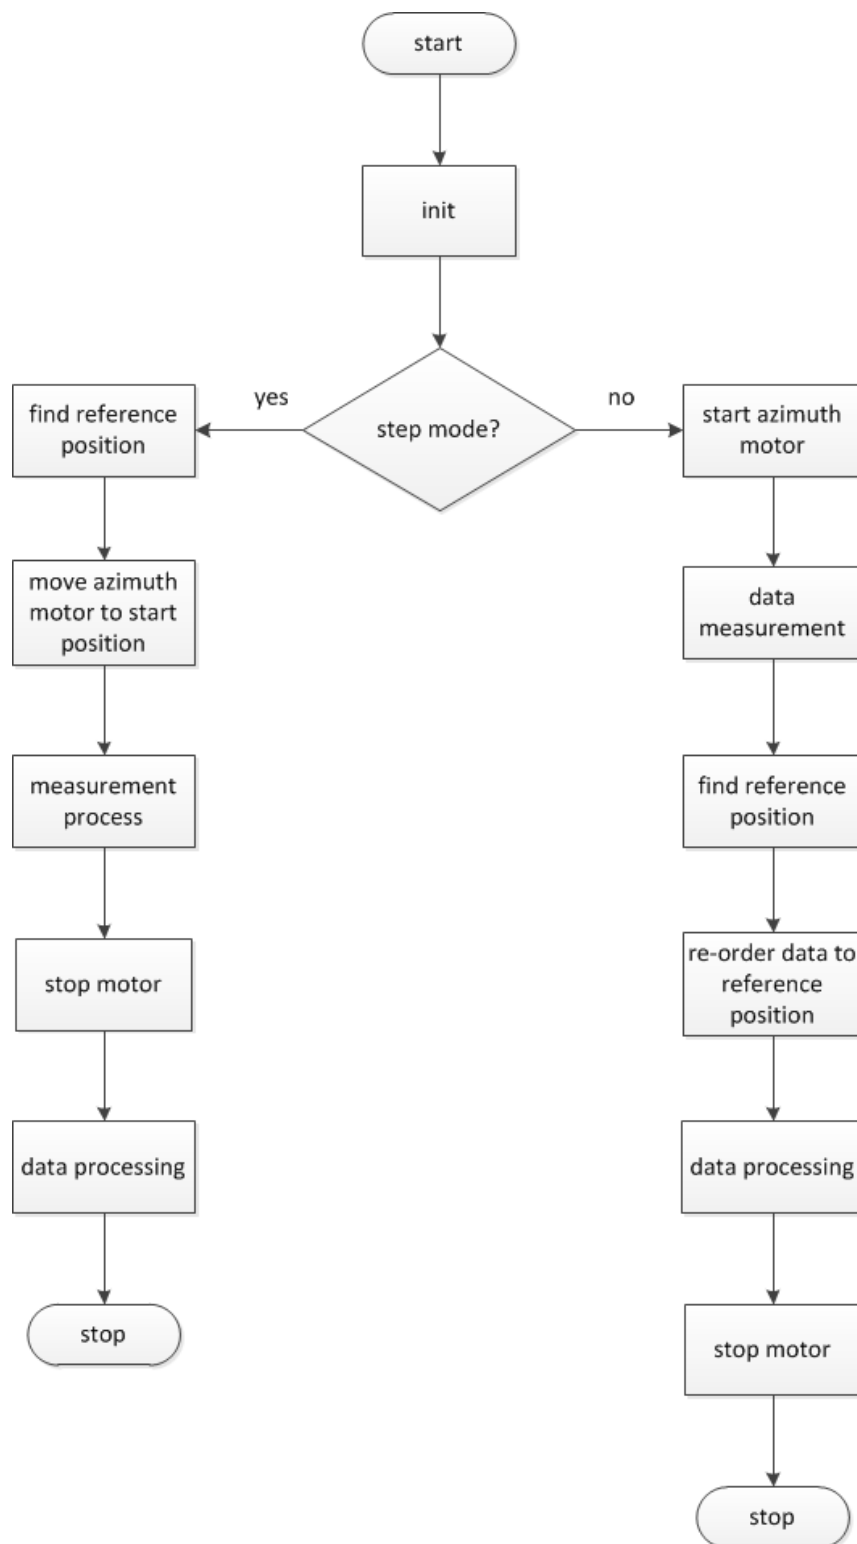 start
init
step mode?
yes
no
find reference
position
move azimuth
motor to start
position
measurement
process
stop motor
data processing
stop
start azimuth
motor
data
measurement
find reference
position
re-order data to
reference
position
data processing
stop motor
stop